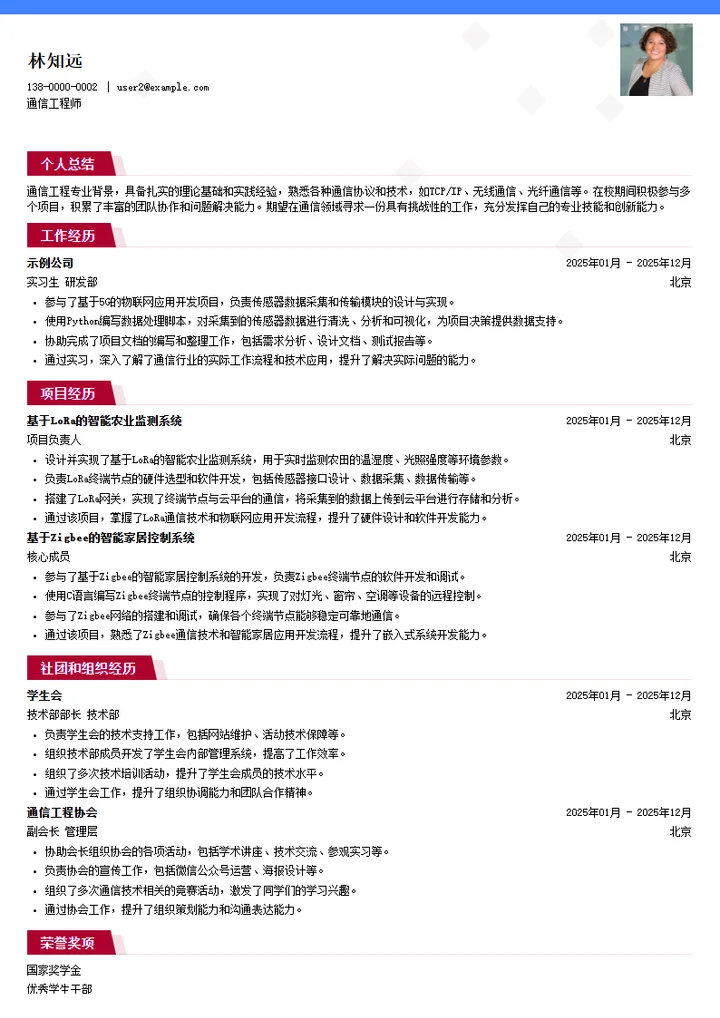 林知远
138-0000-0002 | user2@example.com
通信工程师
个人总结
通信工程专业背景，具备扎实的理论基础和实践经验，熟悉各种通信协议和技术，如TCP/IP、无线通信、光纤通信等。在校期间积极参与多
个项目，积累了丰富的团队协作和问题解决能力。期望在通信领域寻求一份具有挑战性的工作，充分发挥自己的专业技能和创新能力。
工作经历
示例公司 2025年01月 - 2025年12月
实习生 研发部 北京
• 参与了基于5G的物联网应用开发项目，负责传感器数据采集和传输模块的设计与实现。
• 使用Python编写数据处理脚本，对采集到的传感器数据进行清洗、分析和可视化，为项目决策提供数据支持。
• 协助完成了项目文档的编写和整理工作，包括需求分析、设计文档、测试报告等。
• 通过实习，深入了解了通信行业的实际工作流程和技术应用，提升了解决实际问题的能力。
项目经历
基于LoRa的智能农业监测系统 2025年01月 - 2025年12月
项目负责人 北京
• 设计并实现了基于LoRa的智能农业监测系统，用于实时监测农田的温湿度、光照强度等环境参数。
• 负责LoRa终端节点的硬件选型和软件开发，包括传感器接口设计、数据采集、数据传输等。
• 搭建了LoRa网关，实现了终端节点与云平台的通信，将采集到的数据上传到云平台进行存储和分析。
• 通过该项目，掌握了LoRa通信技术和物联网应用开发流程，提升了硬件设计和软件开发能力。
基于Zigbee的智能家居控制系统 2025年01月 - 2025年12月
核心成员 北京
• 参与了基于Zigbee的智能家居控制系统的开发，负责Zigbee终端节点的软件开发和调试。
• 使用C语言编写Zigbee终端节点的控制程序，实现了对灯光、窗帘、空调等设备的远程控制。
• 参与了Zigbee网络的搭建和调试，确保各个终端节点能够稳定可靠地通信。
• 通过该项目，熟悉了Zigbee通信技术和智能家居应用开发流程，提升了嵌入式系统开发能力。
社团和组织经历
学生会 2025年01月 - 2025年12月
技术部部长 技术部 北京
• 负责学生会的技术支持工作，包括网站维护、活动技术保障等。
• 组织技术部成员开发了学生会内部管理系统，提高了工作效率。
• 组织了多次技术培训活动，提升了学生会成员的技术水平。
• 通过学生会工作，提升了组织协调能力和团队合作精神。
通信工程协会 2025年01月 - 2025年12月
副会长 管理层 北京
• 协助会长组织协会的各项活动，包括学术讲座、技术交流、参观实习等。
• 负责协会的宣传工作，包括微信公众号运营、海报设计等。
• 组织了多次通信技术相关的竞赛活动，激发了同学们的学习兴趣。
• 通过协会工作，提升了组织策划能力和沟通表达能力。
荣誉奖项
国家奖学金
优秀学生干部